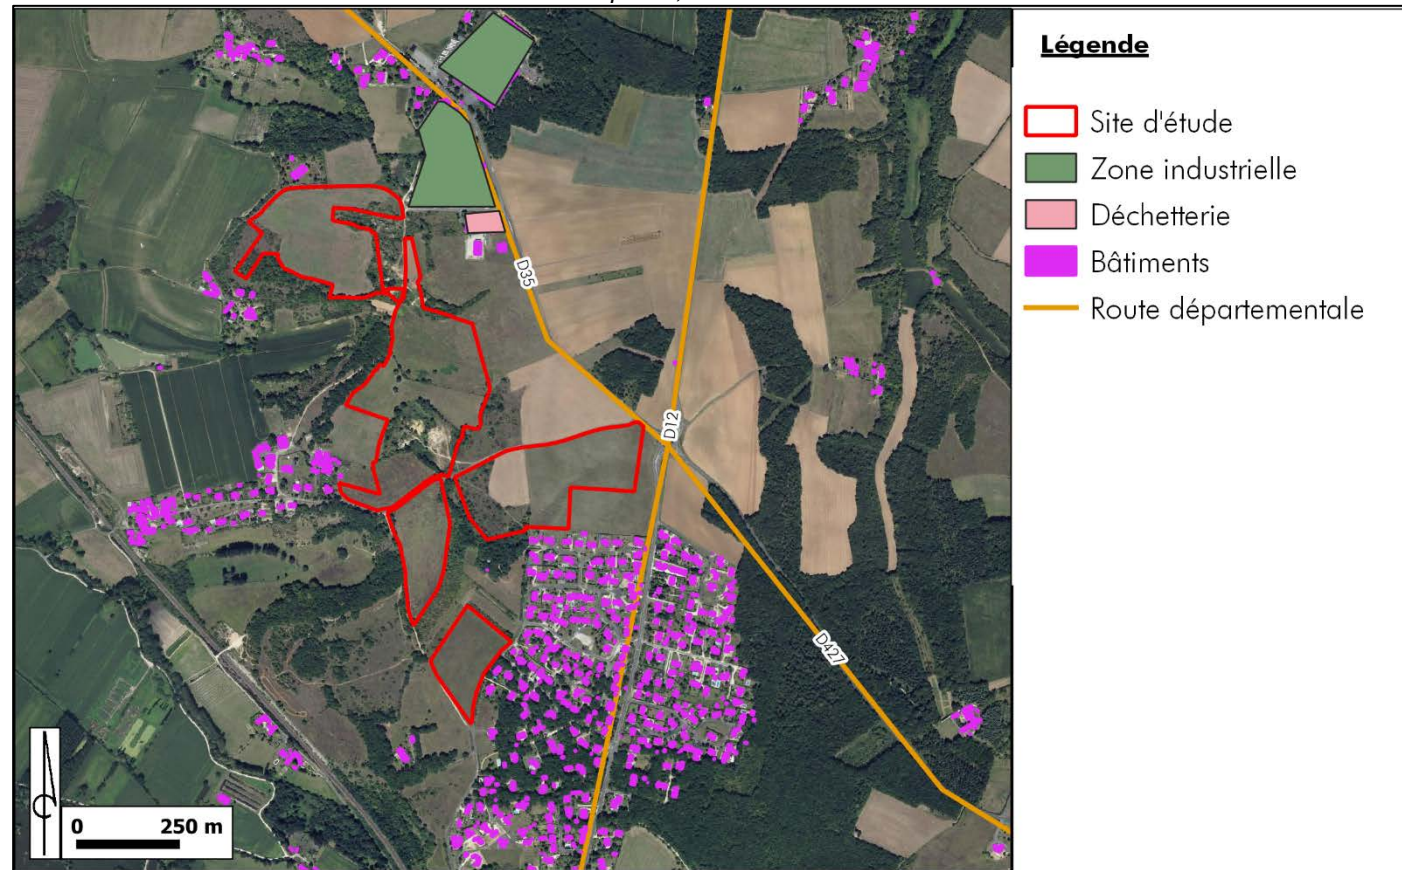 Légende
Site d'étude
Zone industrielle
Déchetterie
Bâtiments
Route départementale
D35
D12
D427
0 250 m